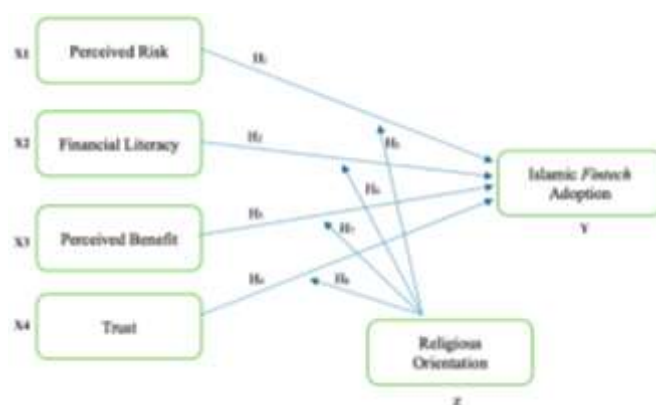 X1
Perceived Risk
H1
X2
Financial Literacy
H2
H5
Islamic Fintech
Adoption
H6
Y
X3
Perceived Benefit
H3
H7
X4
Trust
H4
H8
Religious
Orientation
Z